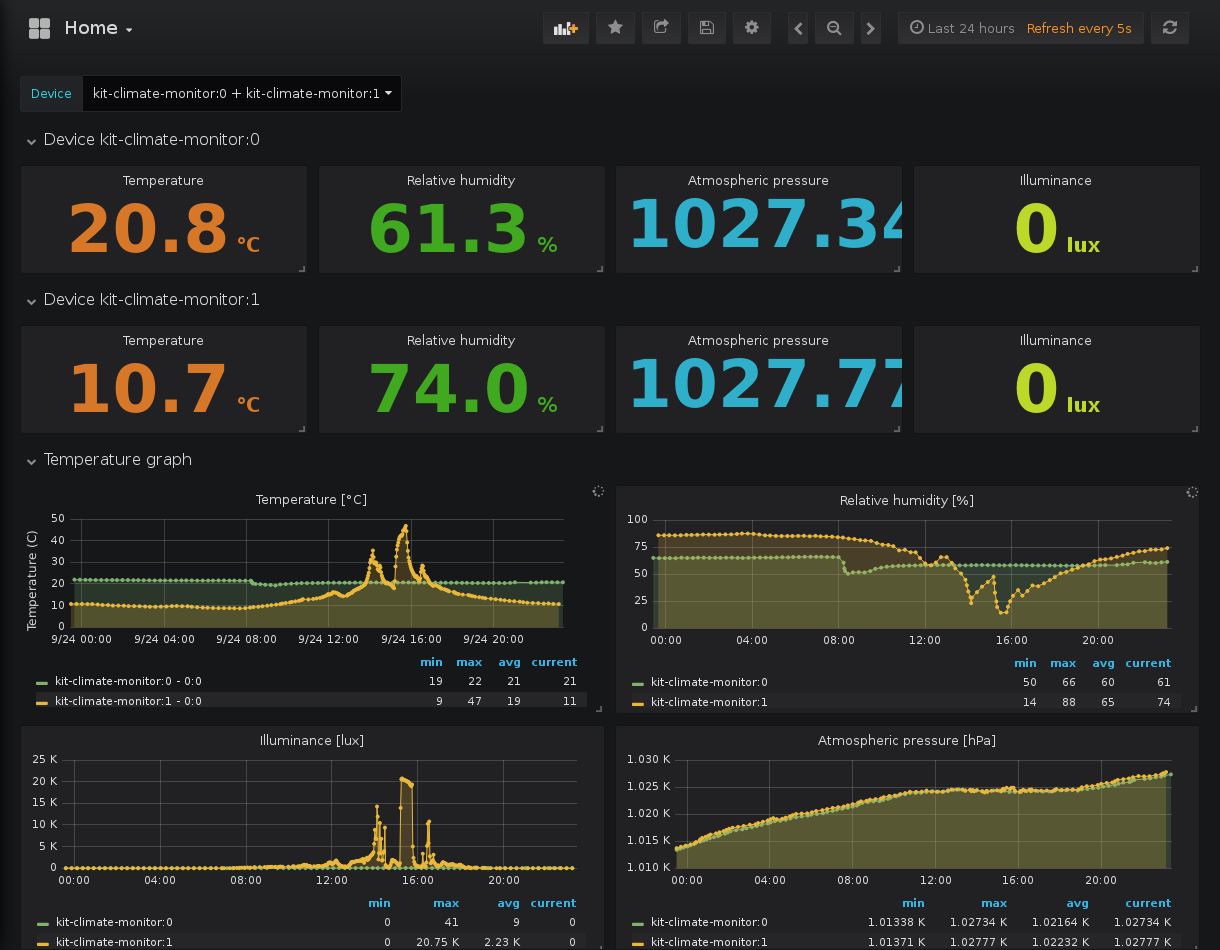 Home
Last 24 hours Refresh every 5s
Device kit-climate-monitor:0 + kit-climate-monitor:1
Device kit-climate-monitor:0
Temperature Relative humidity Atmospheric pressure Illuminance
20.8 °C 61.3 % 1027.34 0 lux
Device kit-climate-monitor:1
Temperature Relative humidity Atmospheric pressure Illuminance
10.7 °C 74.0 % 1027.77 0 lux
Temperature graph
Temperature [°C]
Temperature (C)
50
40
30
20
10
0
9/24 00:00 9/24 04:00 9/24 08:00 9/24 12:00 9/24 16:00 9/24 20:00
min max avg current
kit-climate-monitor:0 - 0:0 19 22 21 21
kit-climate-monitor:1 - 0:0 9 47 19 11
Relative humidity [%]
100
75
50
25
0
00:00 04:00 08:00 12:00 16:00 20:00
min max avg current
kit-climate-monitor:0 50 66 60 61
kit-climate-monitor:1 14 88 65 74
Illuminance [lux]
25 K
20 K
15 K
10 K
5 K
0
00:00 04:00 08:00 12:00 16:00 20:00
min max avg current
kit-climate-monitor:0 0 41 9 0
kit-climate-monitor:1 0 20.75 K 2.23 K 0
Atmospheric pressure [hPa]
1.030 K
1.025 K
1.020 K
1.015 K
1.010 K
00:00 04:00 08:00 12:00 16:00 20:00
min max avg current
kit-climate-monitor:0 1.01338 K 1.02734 K 1.02164 K 1.02734 K
kit-climate-monitor:1 1.01371 K 1.02777 K 1.02232 K 1.02777 K